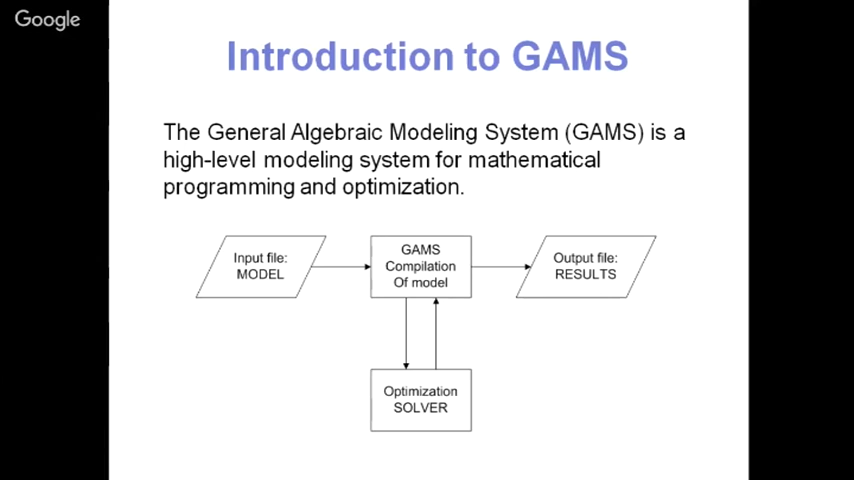 Google
Introduction to GAMS
The General Algebraic Modeling System (GAMS) is a
high-level modeling system for mathematical
programming and optimization.
Input file:
MODEL
GAMS
Compilation
Of model
Output file:
RESULTS
Optimization
SOLVER